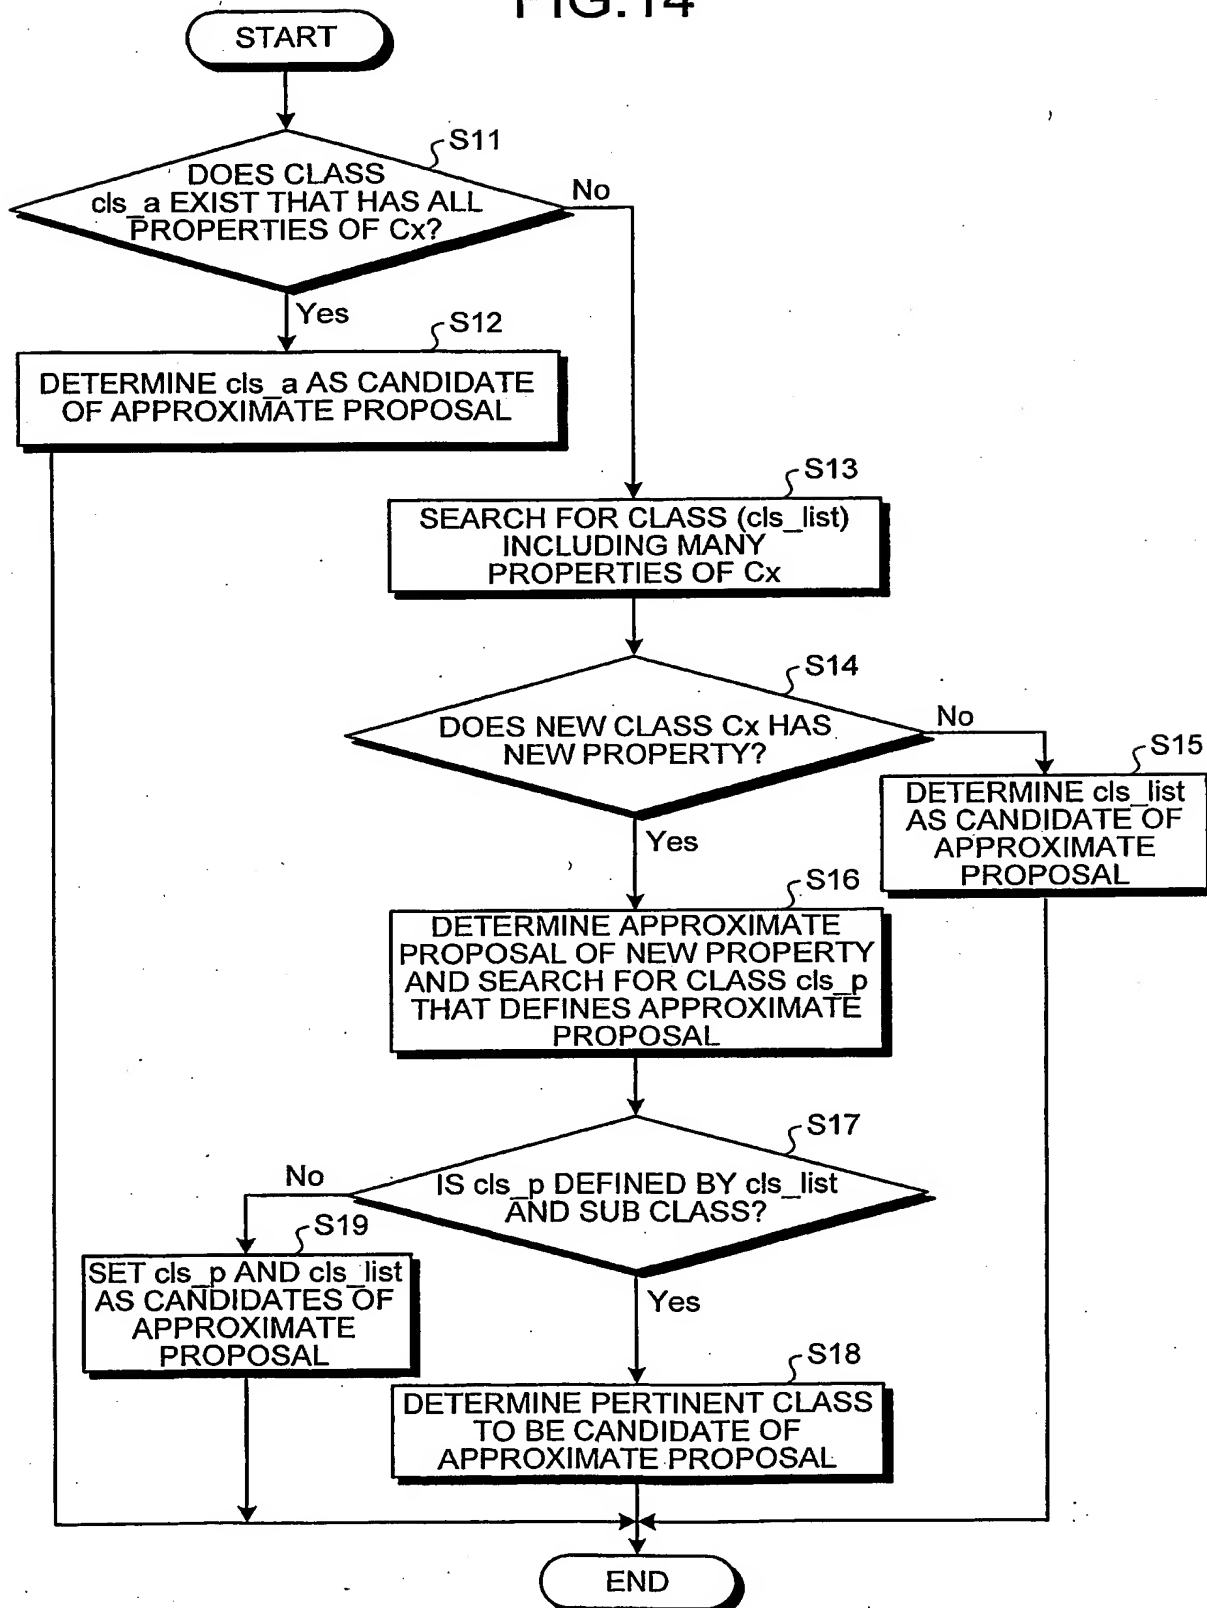 FIG.14
START
S11
DOES CLASS
cls_a EXIST THAT HAS ALL
PROPERTIES OF Cx?
No
Yes
S12
DETERMINE cls_a AS CANDIDATE
OF APPROXIMATE PROPOSAL
S13
SEARCH FOR CLASS (cls_list)
INCLUDING MANY
PROPERTIES OF Cx
S14
DOES NEW CLASS Cx HAS
NEW PROPERTY?
No
Yes
S15
DETERMINE cls_list
AS CANDIDATE OF
APPROXIMATE
PROPOSAL
S16
DETERMINE APPROXIMATE
PROPOSAL OF NEW PROPERTY
AND SEARCH FOR CLASS cls_p
THAT DEFINES APPROXIMATE
PROPOSAL
S17
IS cls_p DEFINED BY cls_list
AND SUB CLASS?
No
Yes
S19
SET cls_p AND cls_list
AS CANDIDATES OF
APPROXIMATE
PROPOSAL
S18
DETERMINE PERTINENT CLASS
TO BE CANDIDATE OF
APPROXIMATE PROPOSAL
END